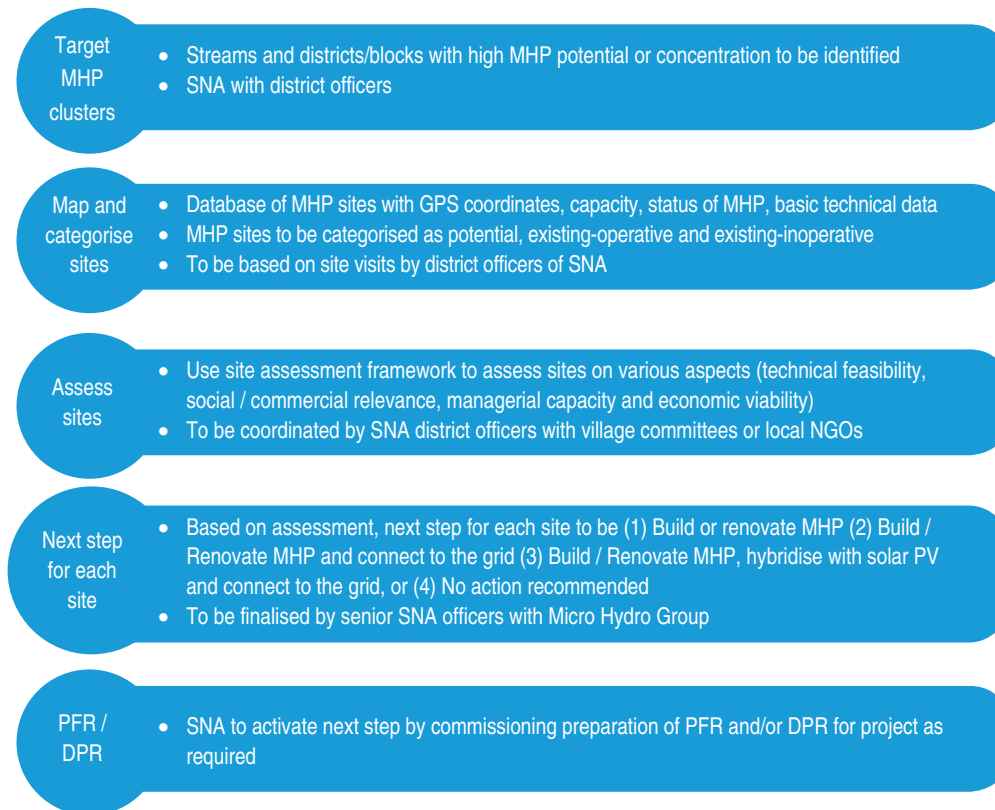 Target
MHP
clusters
• Streams and districts/blocks with high MHP potential or concentration to be identified
• SNA with district officers
Map and
categorise
sites
• Database of MHP sites with GPS coordinates, capacity, status of MHP, basic technical data
• MHP sites to be categorised as potential, existing-operative and existing-inoperative
• To be based on site visits by district officers of SNA
Assess
sites
• Use site assessment framework to assess sites on various aspects (technical feasibility,
social / commercial relevance, managerial capacity and economic viability)
• To be coordinated by SNA district officers with village committees or local NGOs
Next step
for each
site
• Based on assessment, next step for each site to be (1) Build or renovate MHP (2) Build /
Renovate MHP and connect to the grid (3) Build / Renovate MHP, hybridise with solar PV
and connect to the grid, or (4) No action recommended
• To be finalised by senior SNA officers with Micro Hydro Group
PFR /
DPR
• SNA to activate next step by commissioning preparation of PFR and/or DPR for project as
required